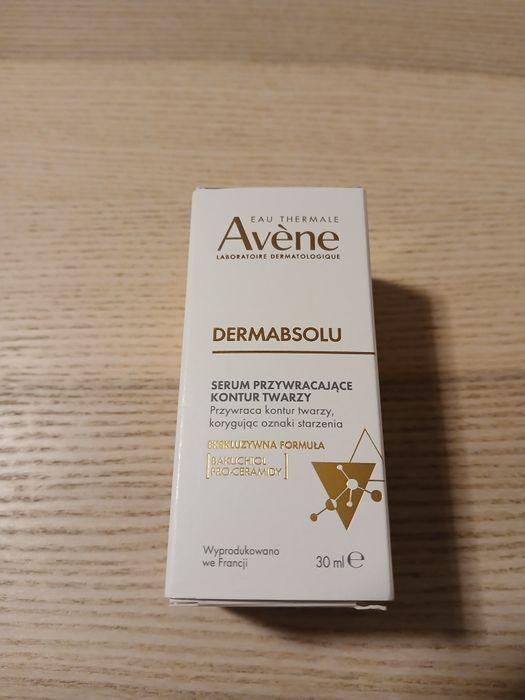 EAU THERMALE
Avène
LABORATOIRE DERMATOLOGIQUE
DERMABSOLU
SERUM PRZYWRACAJĄCE
KONTUR TWARZY
Przywraca kontur twarzy,
korygując oznaki starzenia
EKSKLUZYWNA FORMUŁA
[BAKUCHIOL
PRO-CERAMIDY]
Wyprodukowano
we Francji
30 ml ℮